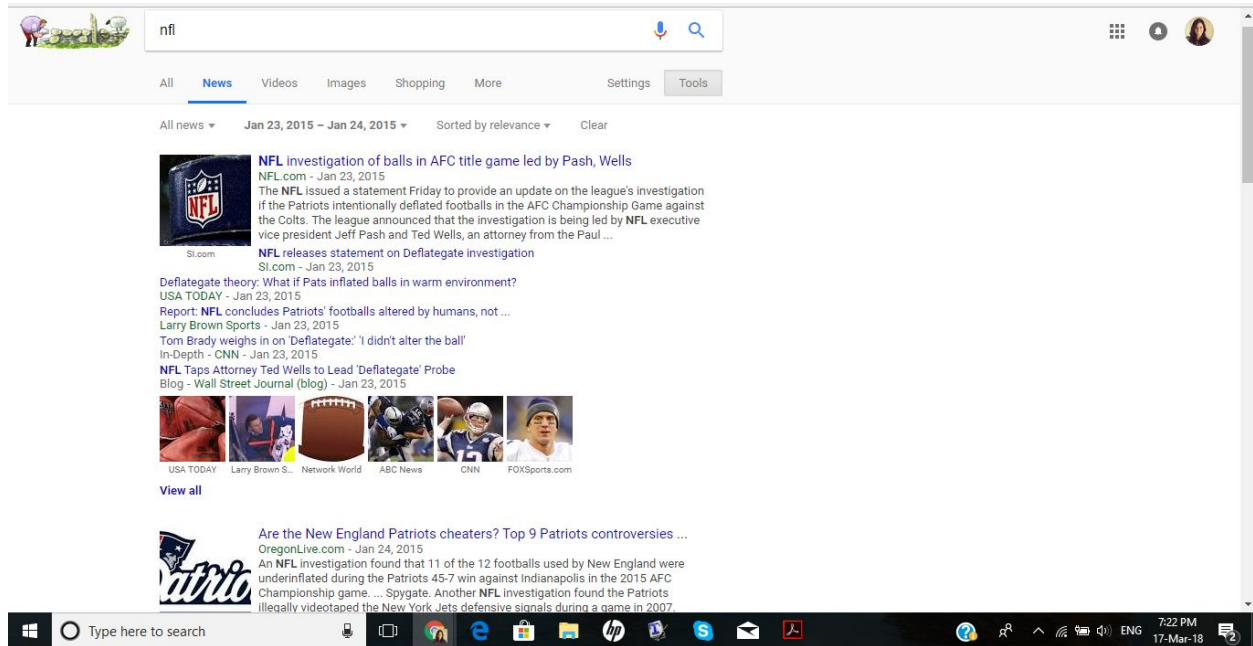 nfl
All News Videos Images Shopping More Settings Tools
All news Jan 23, 2015 – Jan 24, 2015 Sorted by relevance Clear
NFL investigation of balls in AFC title game led by Pash, Wells
NFL.com - Jan 23, 2015
The NFL issued a statement Friday to provide an update on the league's investigation
if the Patriots intentionally deflated footballs in the AFC Championship Game against
the Colts. The league announced that the investigation is being led by NFL executive
vice president Jeff Pash and Ted Wells, an attorney from the Paul ...
NFL
SI.com
NFL releases statement on Deflategate investigation
SI.com - Jan 23, 2015
Deflategate theory: What if Pats inflated balls in warm environment?
USA TODAY - Jan 23, 2015
Report: NFL concludes Patriots' footballs altered by humans, not ...
Larry Brown Sports - Jan 23, 2015
Tom Brady weighs in on 'Deflategate:' 'I didn't alter the ball'
In-Depth - CNN - Jan 23, 2015
NFL Taps Attorney Ted Wells to Lead 'Deflategate' Probe
Blog - Wall Street Journal (blog) - Jan 23, 2015
12
USA TODAY Larry Brown S... Network World ABC News CNN FOXSports.com
View all
Are the New England Patriots cheaters? Top 9 Patriots controversies ...
OregonLive.com - Jan 24, 2015
An NFL investigation found that 11 of the 12 footballs used by New England were
underinflated during the Patriots 45-7 win against Indianapolis in the 2015 AFC
Championship game. ... Spygate. Another NFL investigation found the Patriots
illegally videotaped the New York Jets defensive signals during a game in 2007.
Type here to search
hp
ENG
7:22 PM
17-Mar-18
2